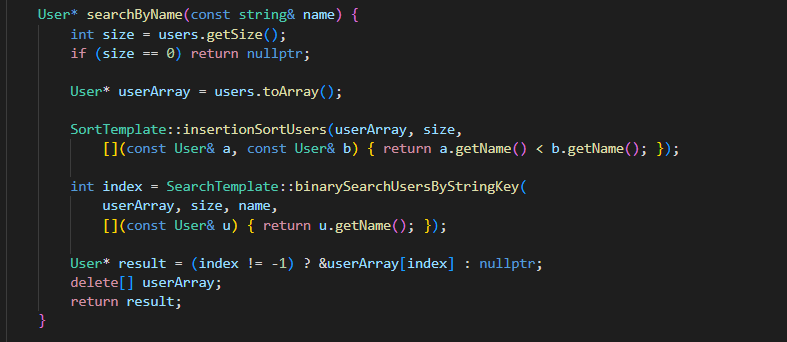 User* searchByName(const string& name) {
    int size = users.getSize();
    if (size == 0) return nullptr;

    User* userArray = users.toArray();

    SortTemplate::insertionSortUsers(userArray, size,
        [](const User& a, const User& b) { return a.getName() < b.getName(); });

    int index = SearchTemplate::binarySearchUsersByStringKey(
        userArray, size, name,
        [](const User& u) { return u.getName(); });

    User* result = (index != -1) ? &userArray[index] : nullptr;
    delete[] userArray;
    return result;
}